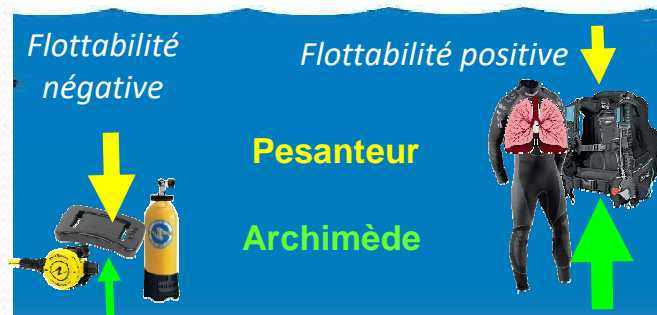 Flottabilité
négative
Flottabilité positive
Pesanteur
Archimède